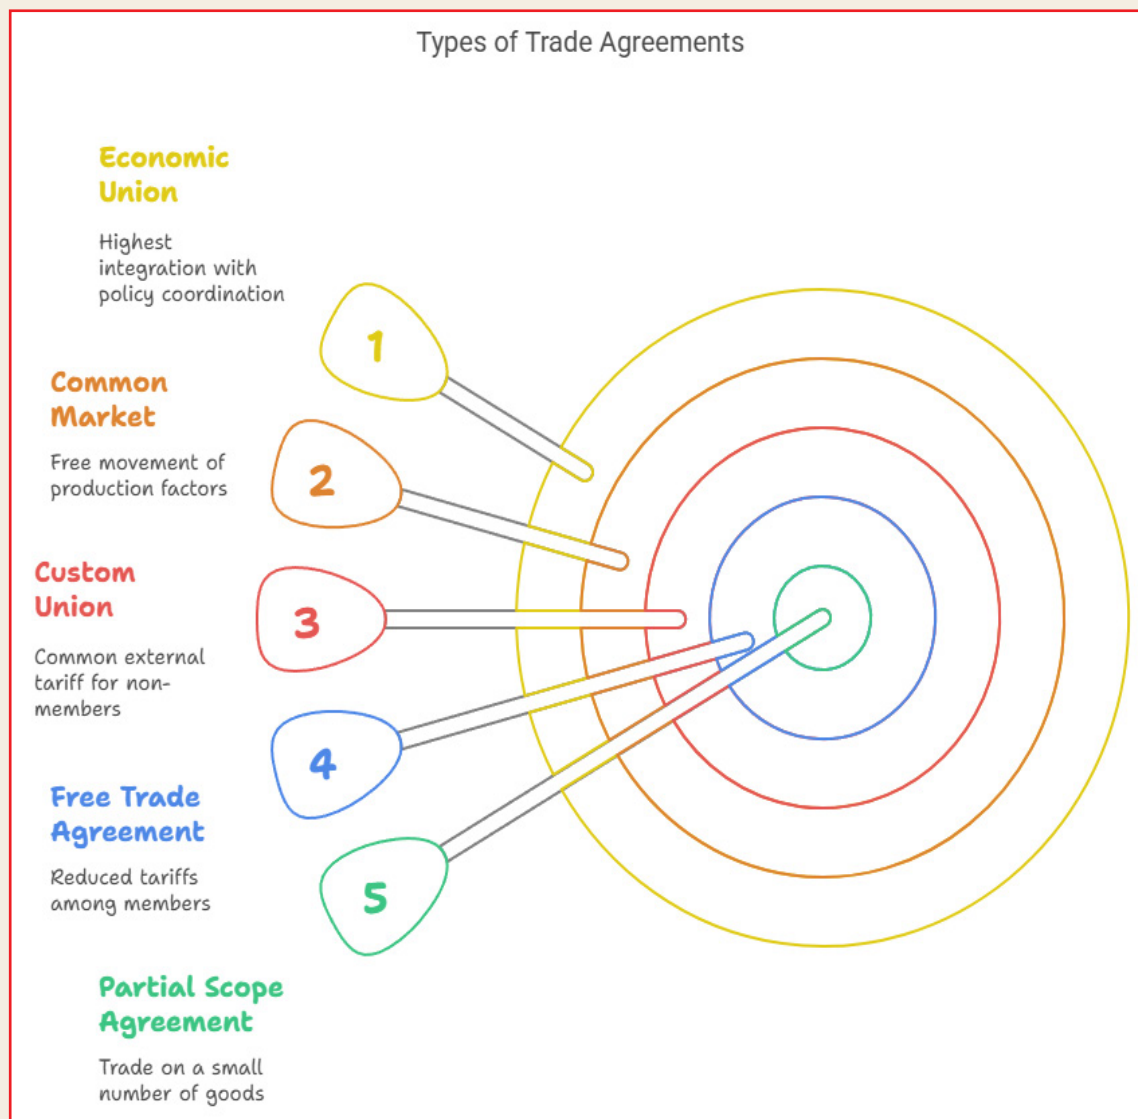 Types of Trade Agreements
Economic
Union
Highest
integration with
policy coordination
1
Common
Market
Free movement of
production factors
2
Custom
Union
Common external
tariff for non-
members
3
Free Trade
Agreement
Reduced tariffs
among members
4
Partial Scope
Agreement
Trade on a small
number of goods
5